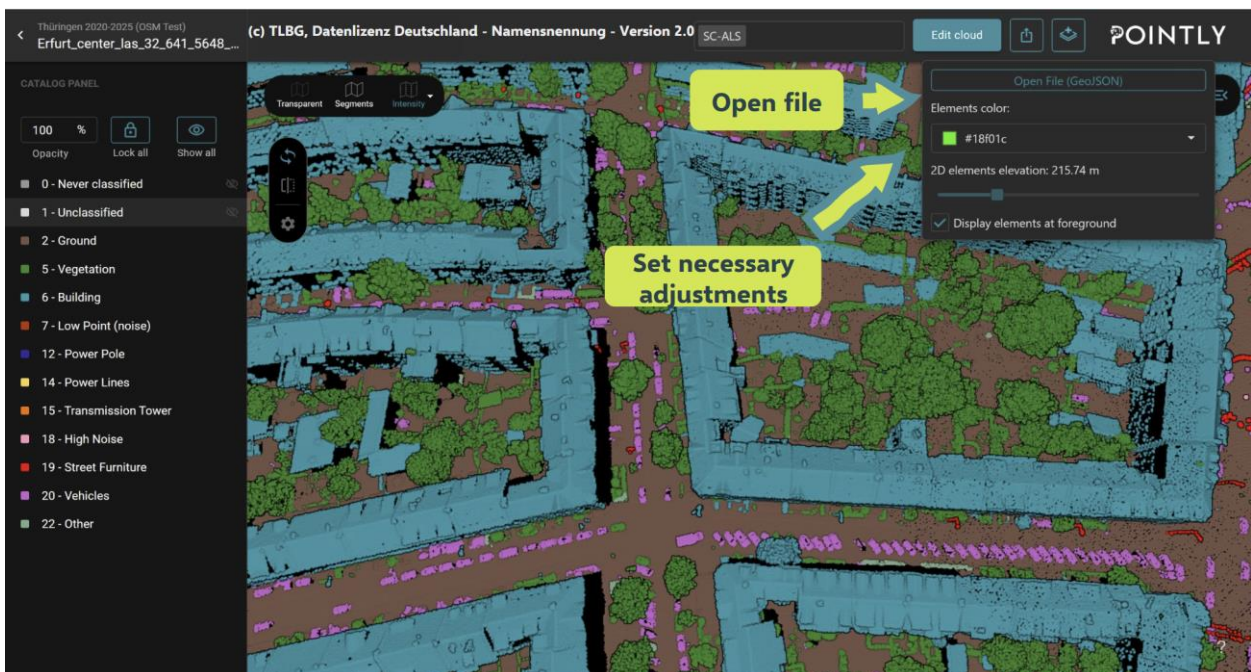 Thüringen 2020-2025 (OSM Test)
Erfurt_center_las_32_641_5648_...
(c) TLBG, Datenlizenz Deutschland - Namensnennung - Version 2.0
SC-ALS
Edit cloud
POINTLY
CATALOG PANEL
100 %
Opacity
Lock all
Show all
0 - Never classified
1 - Unclassified
2 - Ground
5 - Vegetation
6 - Building
7 - Low Point (noise)
12 - Power Pole
14 - Power Lines
15 - Transmission Tower
18 - High Noise
19 - Street Furniture
20 - Vehicles
22 - Other
Transparent
Segments
Intensity
Open file
Set necessary
adjustments
Open File (GeoJSON)
Elements color:
#18f01c
2D elements elevation: 215.74 m
Display elements at foreground
?